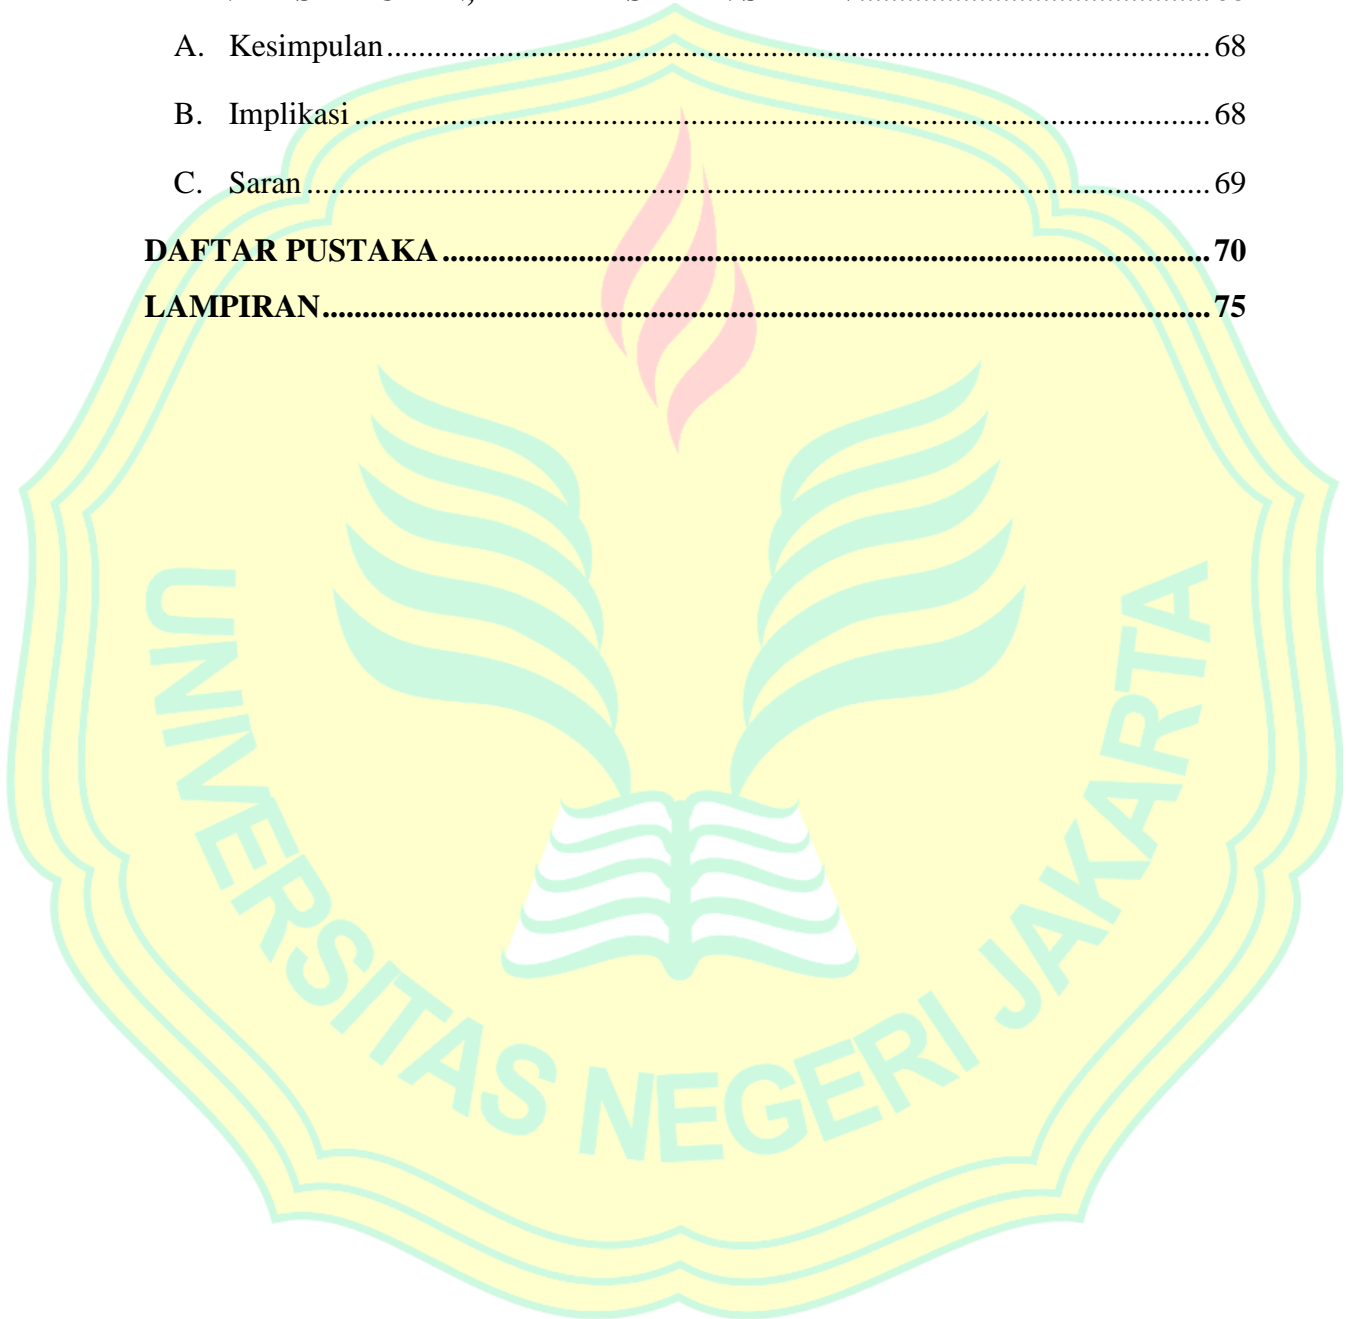 A. Kesimpulan........................................................................................................ 68
B. Implikasi ............................................................................................................ 68
C. Saran .................................................................................................................. 69
DAFTAR PUSTAKA ................................................................................................ 70
LAMPIRAN............................................................................................................... 75
UNIVERSITAS NEGERI JAKARTA